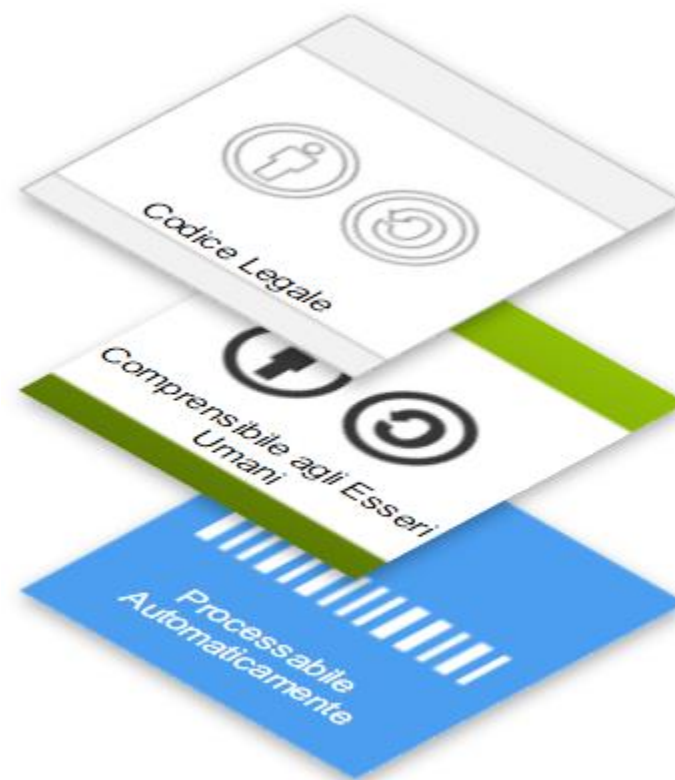 Codice Legale
Comprensibile agli Esseri
Umani
Processabile
Automaticamente